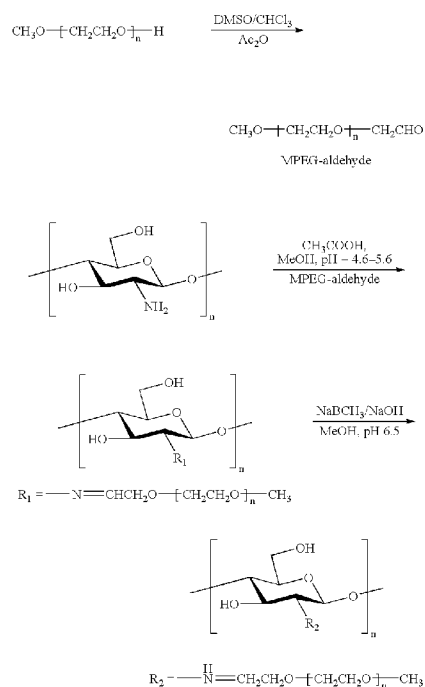 CH₃O–[CH₂CH₂O]ₙ–H
DMSO/CHCl₃
Ac₂O
CH₃O–(CH₂CH₂O)ₙ–CH₂CHO
MPEG-aldehyde
OH
O
HO
O
NH₂
n
CH₃COOH,
MeOH, pH – 4.6–5.6
MPEG-aldehyde
OH
O
HO
O
R₁
n
NaBCH₃/NaOH
MeOH, pH 6.5
R₁ = –N=CHCH₂O–[CH₂CH₂O]ₙ–CH₃
OH
O
HO
O
R₂
n
R₂ – –N(H)=CH₂CH₂O–[CH₂CH₂O]ₙ–CH₃